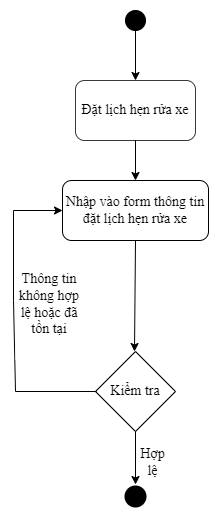 Đặt lịch hẹn rửa xe
Nhập vào form thông tin
đặt lịch hẹn rửa xe
Thông tin
không hợp
lệ hoặc đã
tồn tại
Kiểm tra
Hợp
lệ